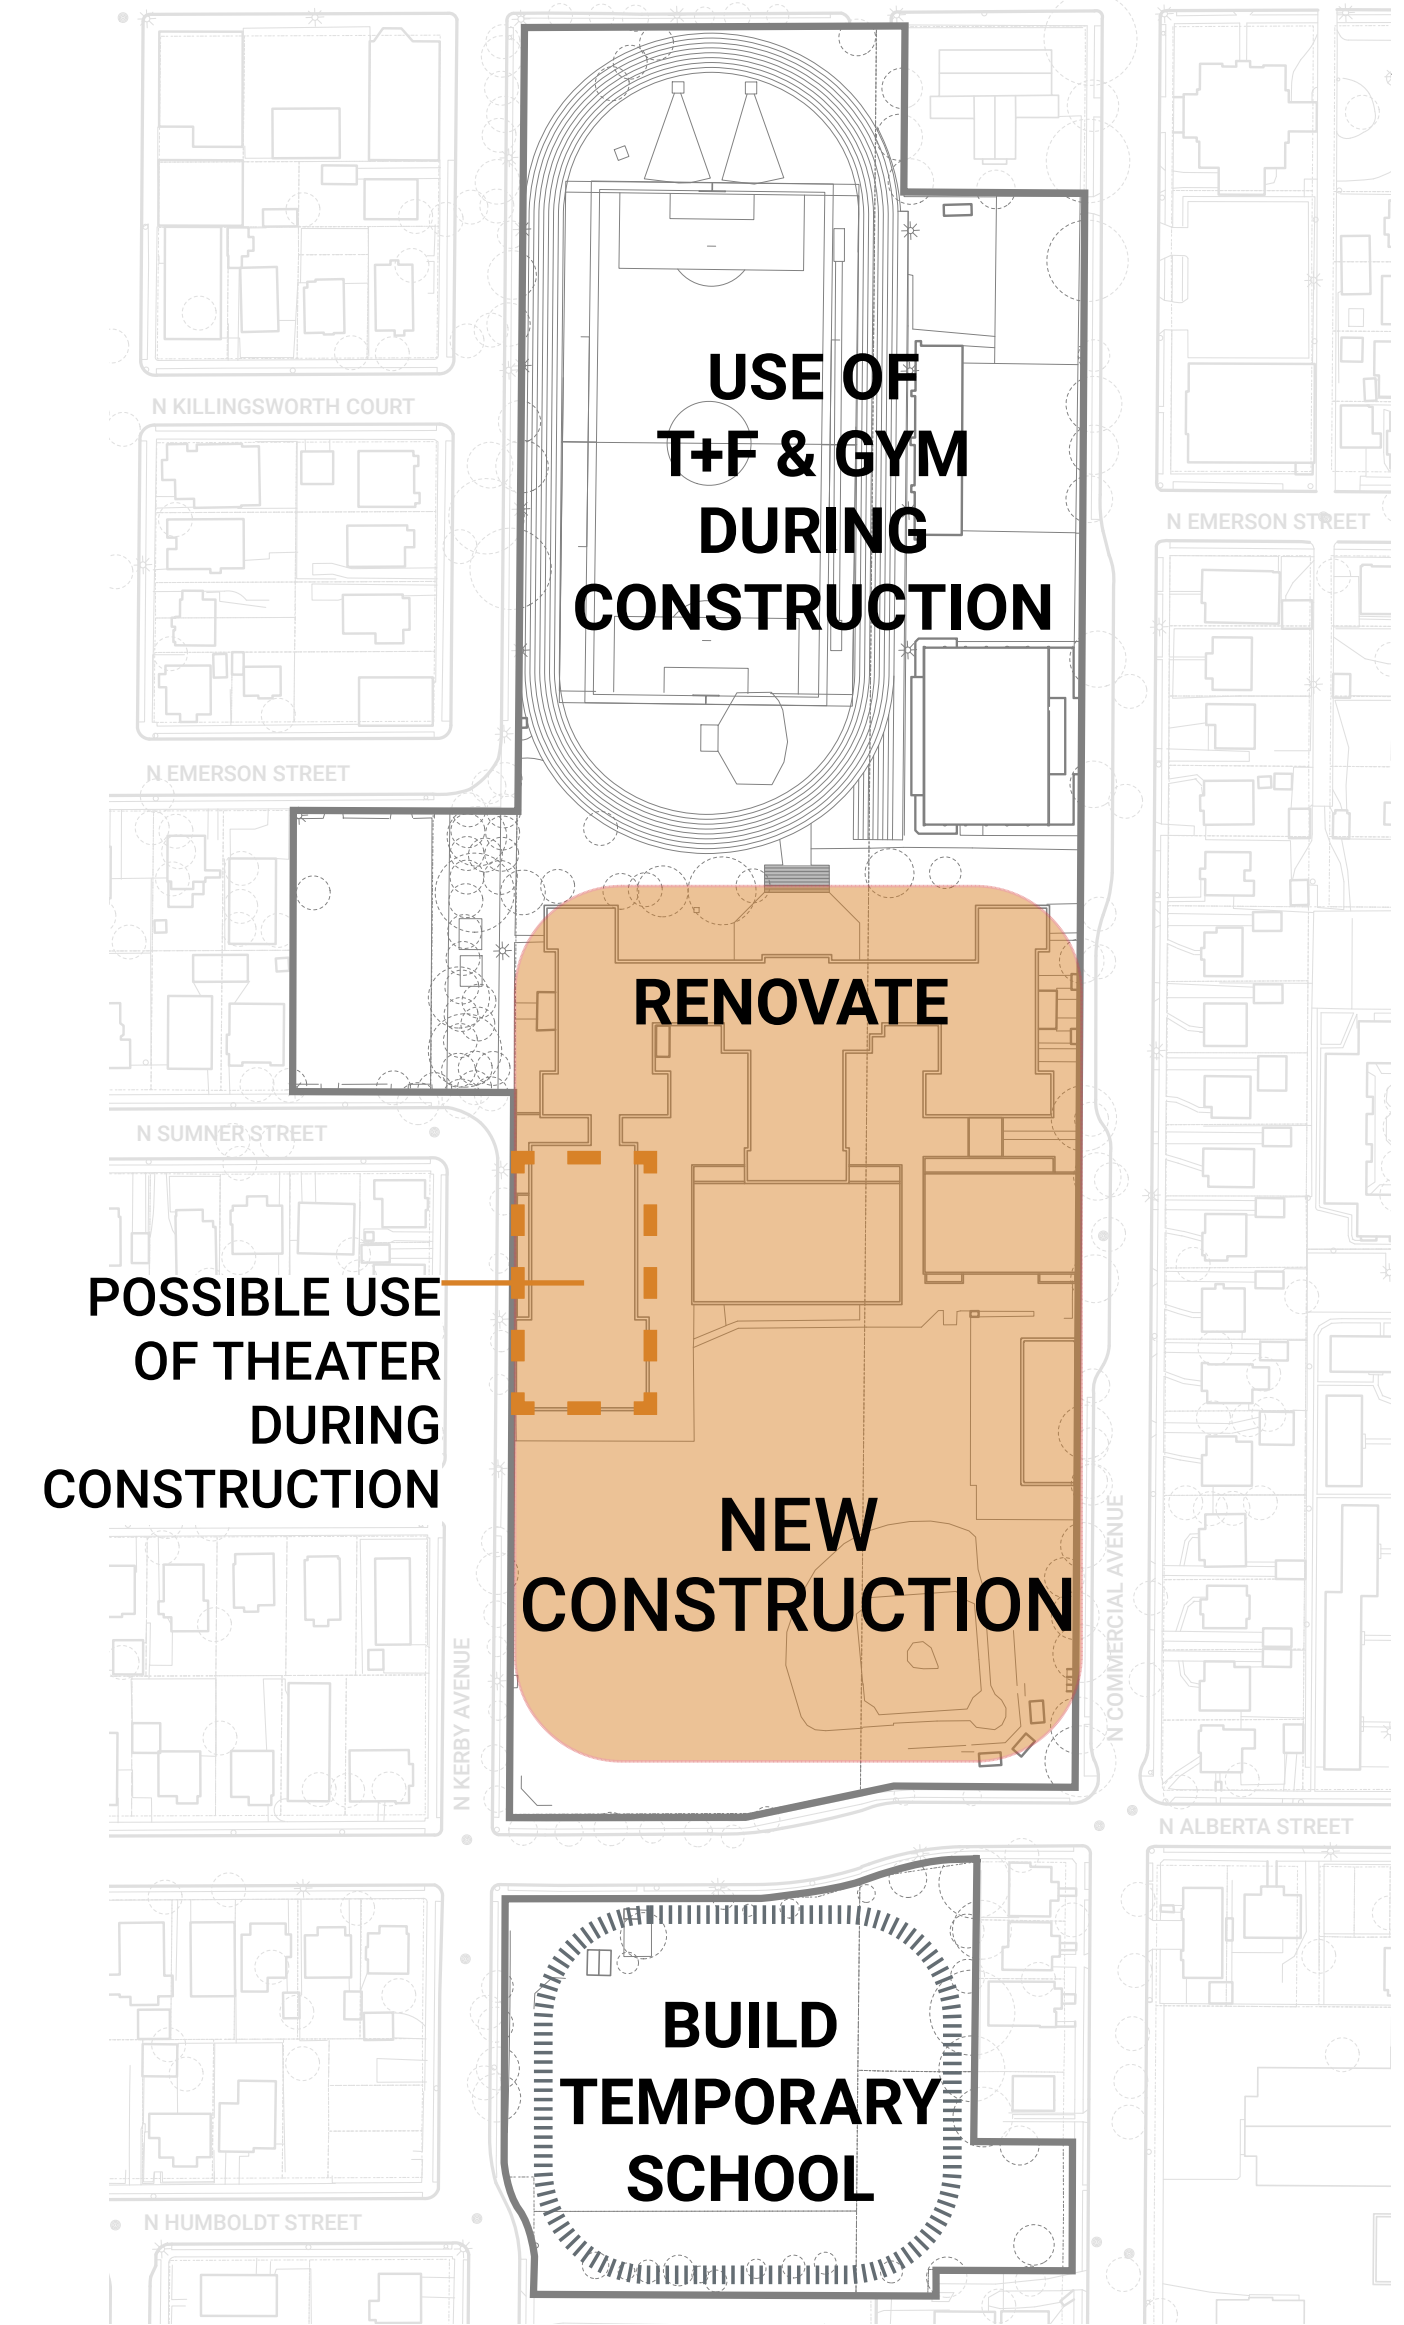 N KILLINGSWORTH COURT
USE OF
T+F & GYM
DURING
CONSTRUCTION
N EMERSON STREET
N EMERSON STREET
RENOVATE
N SUMNER STREET
POSSIBLE USE
OF THEATER
DURING
CONSTRUCTION
NEW
CONSTRUCTION
N KERBY AVENUE
N COMMERCIAL AVENUE
N ALBERTA STREET
BUILD
TEMPORARY
SCHOOL
N HUMBOLDT STREET